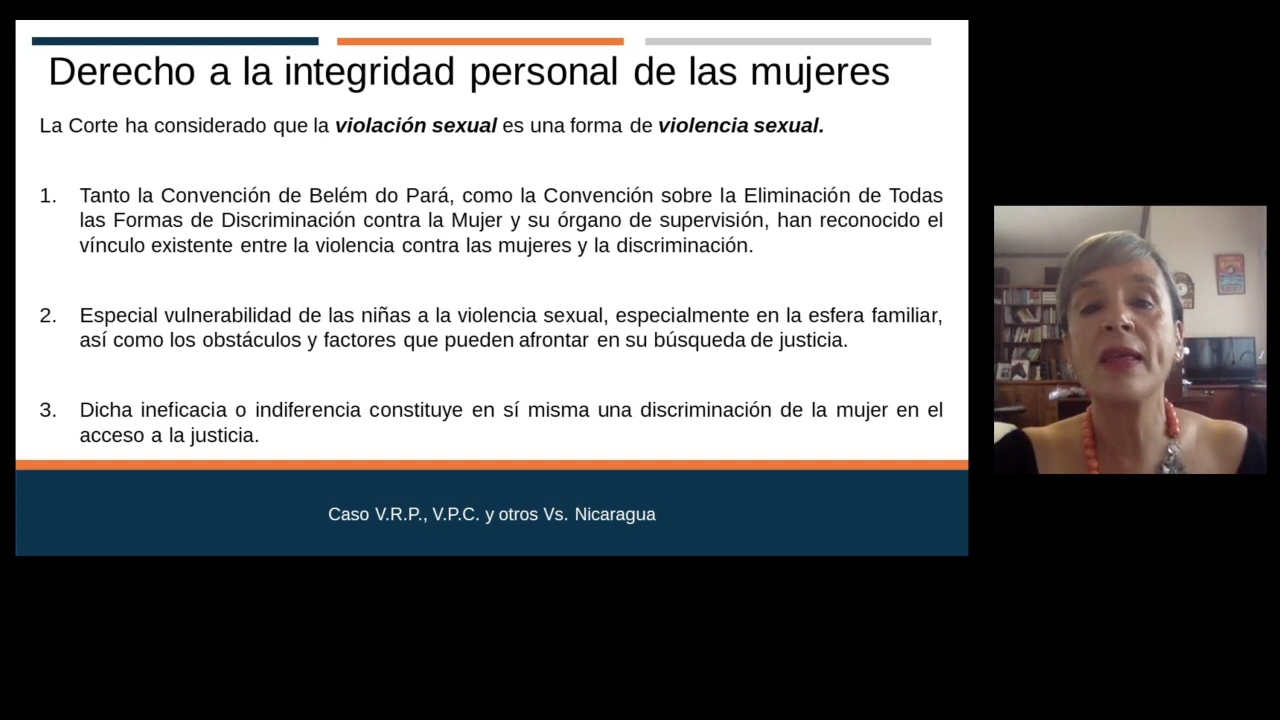 Derecho a la integridad personal de las mujeres
La Corte ha considerado que la violación sexual es una forma de violencia sexual.
1. Tanto la Convención de Belém do Pará, como la Convención sobre la Eliminación de Todas
las Formas de Discriminación contra la Mujer y su órgano de supervisión, han reconocido el
vínculo existente entre la violencia contra las mujeres y la discriminación.
2. Especial vulnerabilidad de las niñas a la violencia sexual, especialmente en la esfera familiar,
así como los obstáculos y factores que pueden afrontar en su búsqueda de justicia.
3. Dicha ineficacia o indiferencia constituye en sí misma una discriminación de la mujer en el
acceso a la justicia.
Caso V.R.P., V.P.C. y otros Vs. Nicaragua